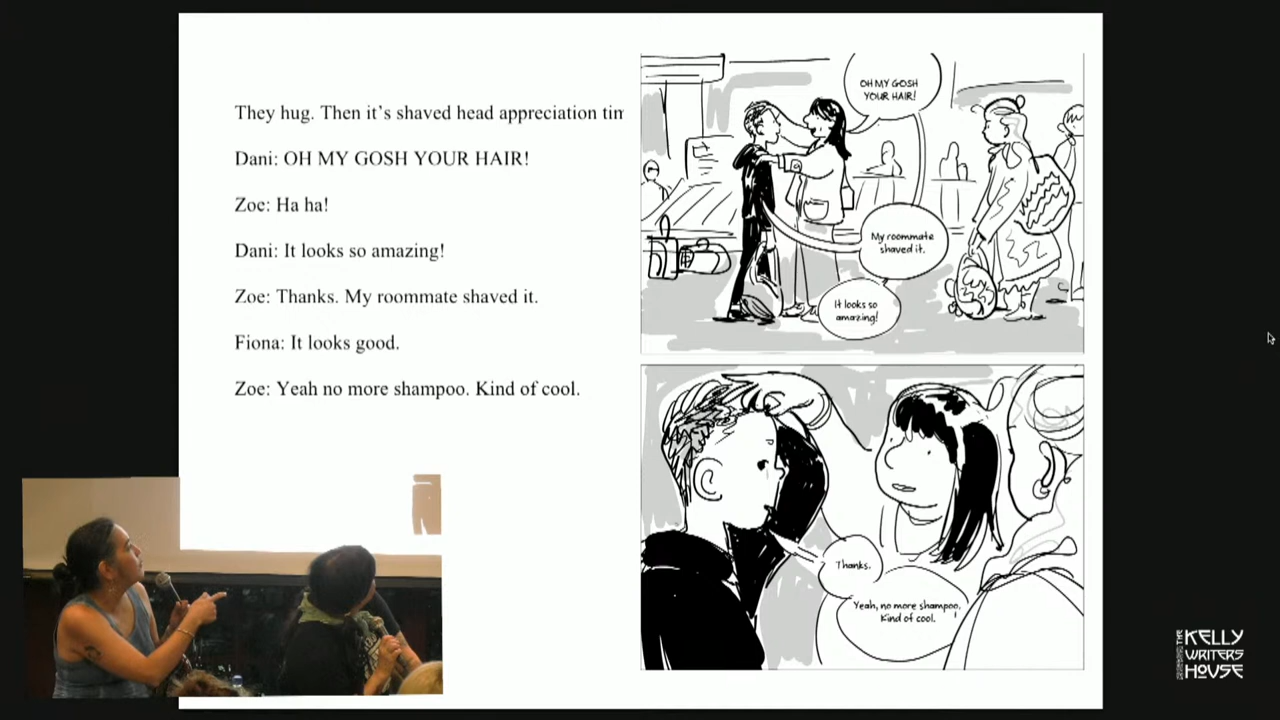 They hug. Then it's shaved head appreciation tim
Dani: OH MY GOSH YOUR HAIR!
Zoe: Ha ha!
Dani: It looks so amazing!
Zoe: Thanks. My roommate shaved it.
Fiona: It looks good.
Zoe: Yeah no more shampoo. Kind of cool.
OH MY GOSH
YOUR HAIR!
My roommate
shaved it.
It looks so
amazing!
Thanks.
Yeah, no more shampoo.
Kind of cool.
THE
KELLY
WRITERS
HOUSE